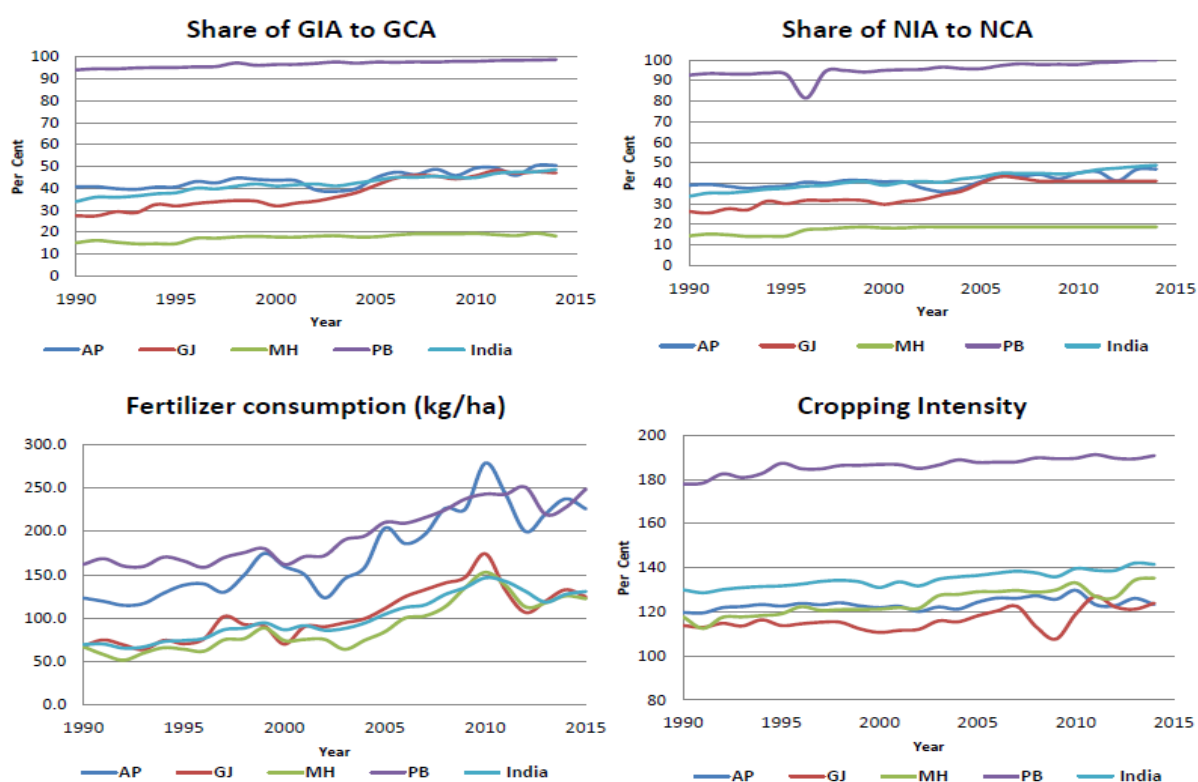 Share of GIA to GCA
100
90
80
70
60
50
40
30
20
10
0
Per Cent
1990 1995 2000 2005 2010 2015
Year
AP GJ MH PB India
Share of NIA to NCA
100
90
80
70
60
50
40
30
20
10
0
Per Cent
1990 1995 2000 2005 2010 2015
Year
AP GJ MH PB India
Fertilizer consumption (kg/ha)
300.0
250.0
200.0
150.0
100.0
50.0
0.0
1990 1995 2000 2005 2010 2015
Year
AP GJ MH PB India
Cropping Intensity
200
180
160
140
120
100
80
Per Cent
1990 1995 2000 2005 2010 2015
Year
AP GJ MH PB India